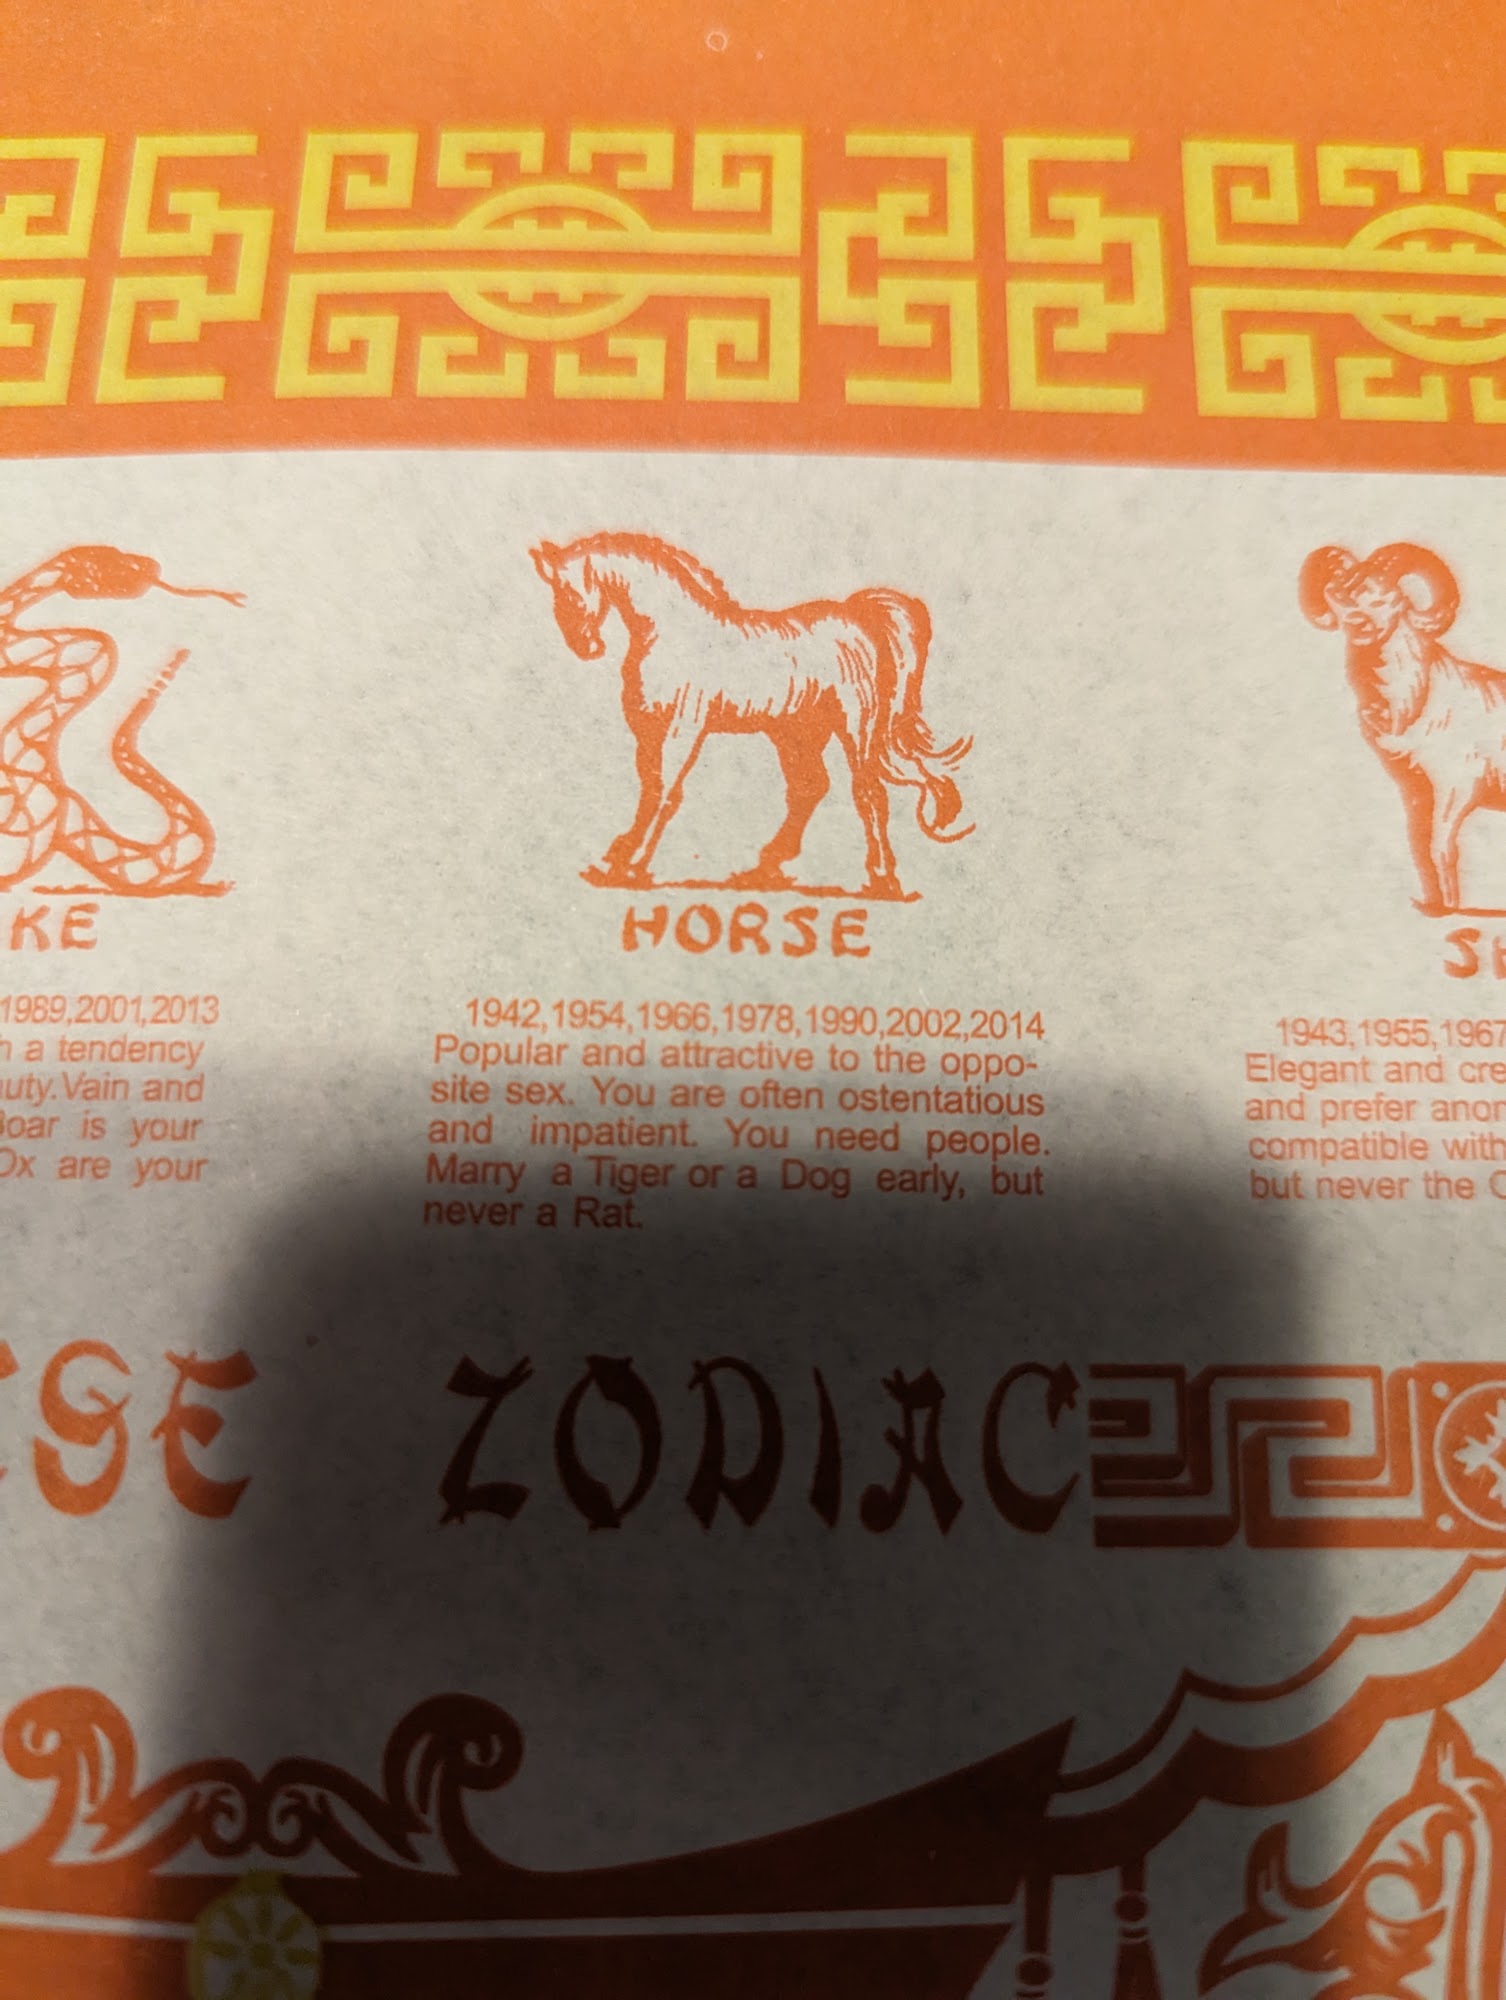 KE
1989,2001,2013
a tendency
Vain and
Boar is your
Ox are your
HORSE
1942,1954,1966,1978,1990,2002,2014
Popular and attractive to the oppo-
site sex. You are often ostentatious
and impatient. You need people.
Marry a Tiger or a Dog early, but
never a Rat.
1943,1955,1967
Elegant and
and prefer
compatible with
but never the
ESE ZODIAC